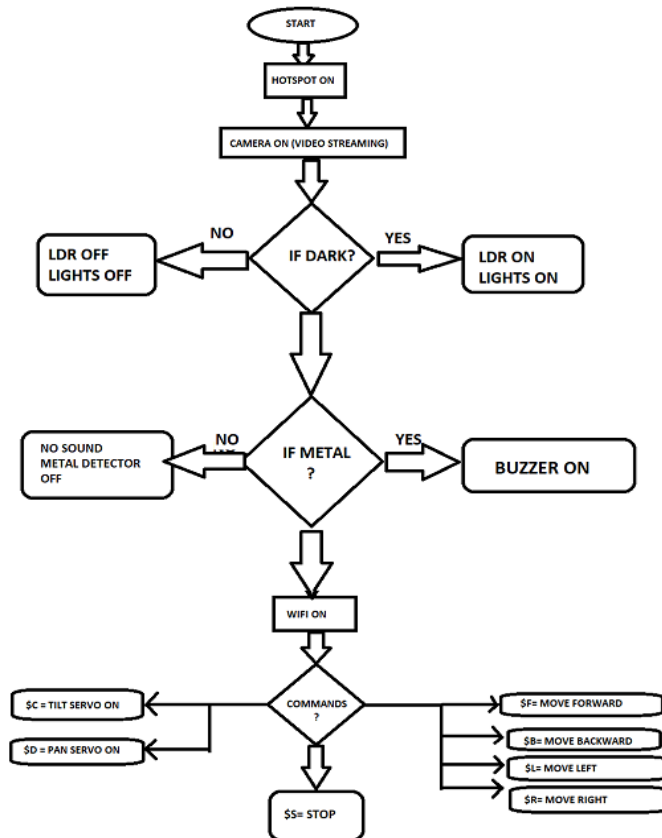 START
HOTSPOT ON
CAMERA ON (VIDEO STREAMING)
NO
YES
LDR OFF
LIGHTS OFF
IF DARK?
LDR ON
LIGHTS ON
NO
YES
NO SOUND
METAL DETECTOR
OFF
IF METAL
?
BUZZER ON
WIFI ON
$C = TILT SERVO ON
$D = PAN SERVO ON
COMMANDS
?
$F= MOVE FORWARD
$B= MOVE BACKWARD
$L= MOVE LEFT
$R= MOVE RIGHT
$S= STOP